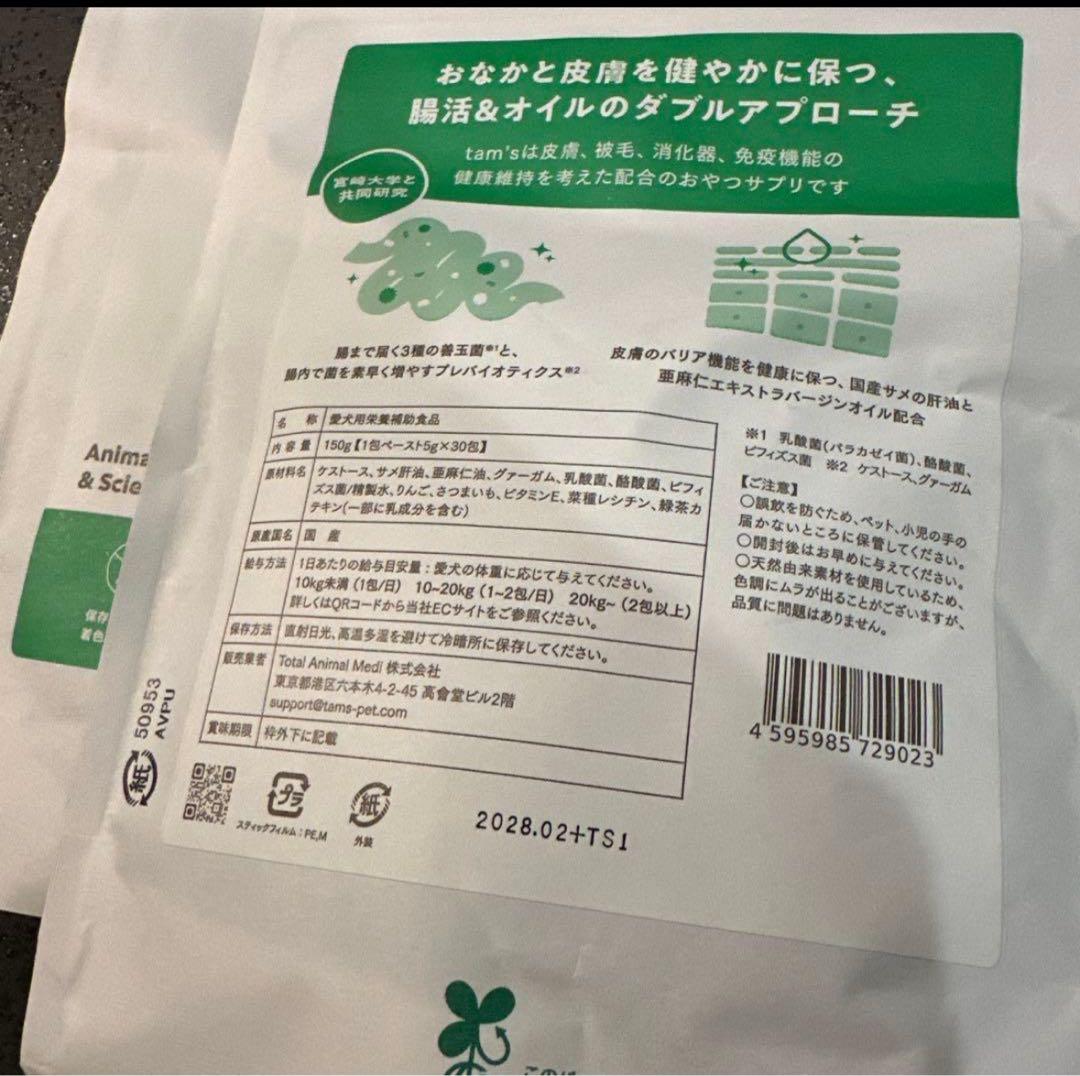 おなかと皮膚を健やかに保つ、
腸活&オイルのダブルアプローチ
tam'sは皮膚、被毛、消化器、免疫機能の
健康維持を考えた配合のおやつサプリです
宮崎大学と
共同研究
腸まで届く3種の善玉菌※1と、
腸内で菌を素早く増やすプレバイオティクス※2
皮膚のバリア機能を健康に保つ、国産サメの肝油と
亜麻仁エキストラバージンオイル配合
名称 愛犬用栄養補助食品
内容量 150g【1包ペースト5g×30包】
原材料名 ケストース、サメ肝油、亜麻仁油、グァーガム、乳酸菌、酪酸菌、ビフィ
ズス菌/精製水、りんご、さつまいも、ビタミンE、菜種レシチン、緑茶カ
テキン(一部に乳成分を含む)
原産国名 国産
給与方法 1日あたりの給与目安量：愛犬の体重に応じて与えてください。
10kg未満（1包/日） 10~20kg（1~2包/日） 20kg~（2包以上）
詳しくはQRコードから当社ECサイトをご参照ください。
保存方法 直射日光、高温多湿を避けて冷暗所に保存してください。
販売業者 Total Animal Medi 株式会社
東京都港区六本木4-2-45 高會堂ビル2階
support@tams-pet.com
賞味期限 枠外下に記載
※1 乳酸菌(パラカゼイ菌)、酪酸菌、
ビフィズス菌 ※2 ケストース、グァーガム
【ご注意】
○誤飲を防ぐため、ペット、小児の手の
届かないところに保管してください。
○開封後はお早めに与えてください。
○天然由来素材を使用しているため、
色調にムラが出ることがございますが、
品質に問題はありません。
4 595985 729023
プラ
スティックフィルム：PE,M
紙
外装
2028.02+TS1
Anima
& Scie
保存
着色
50953
AVPU
紙